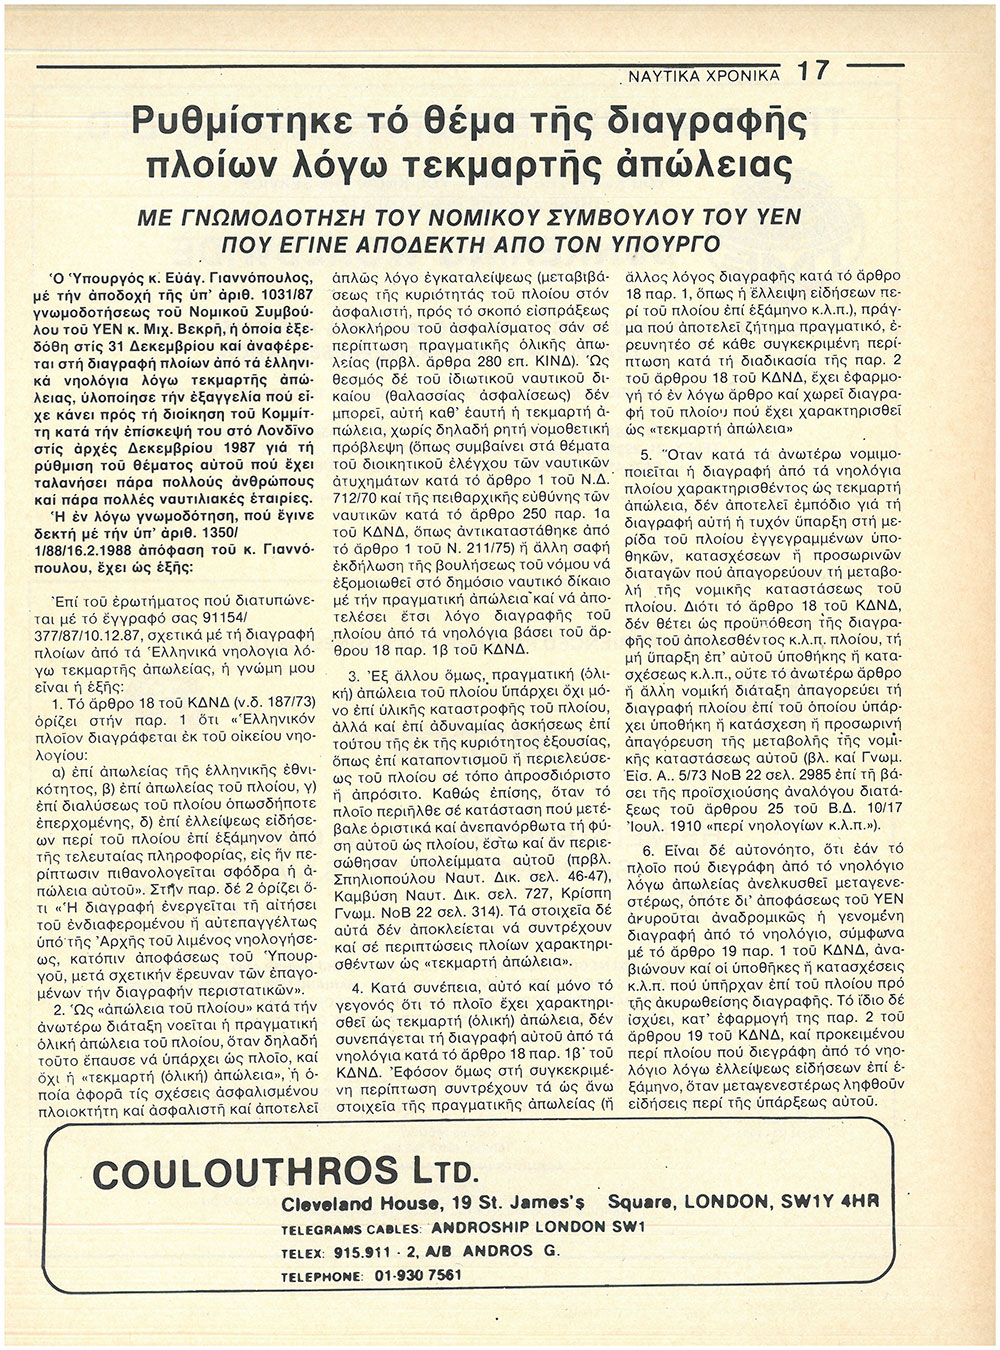 ΝΑΥΤΙΚΑ ΧΡΟΝΙΚΑ 17
Ρυθμίστηκε τό θέμα τῆς διαγραφῆς
πλοίων λόγω τεκμαρτῆς ἀπώλειας
ΜΕ ΓΝΩΜΟΔΟΤΗΣΗ ΤΟΥ ΝΟΜΙΚΟΥ ΣΥΜΒΟΥΛΟΥ ΤΟΥ ΥΕΝ
ΠΟΥ ΕΓΙΝΕ ΑΠΟΔΕΚΤΗ ΑΠΟ ΤΟΝ ΥΠΟΥΡΓΟ
Ὁ Ὑπουργός κ. Εὐάγ. Γιαννόπουλος,
μέ τήν ἀποδοχή τῆς ὑπ' ἀριθ. 1031/87
γνωμοδοτήσεως τοῦ Νομικοῦ Συμβού-
λου τοῦ ΥΕΝ κ. Μιχ. Βεκρῆ, ἡ ὁποία ἐξε-
δόθη στίς 31 Δεκεμβρίου καί ἀναφέρε-
ται στή διαγραφή πλοίων ἀπό τά ἑλληνι-
κά νηολόγια λόγω τεκμαρτῆς ἀπώ-
λειας, ὑλοποίησε τήν ἐξαγγελία πού εἶ-
χε κάνει πρός τή διοίκηση τοῦ Κομμίτ-
τη κατά τήν ἐπίσκεψή του στό Λονδῖνο
στίς ἀρχές Δεκεμβρίου 1987 γιά τή
ρύθμιση τοῦ θέματος αὐτοῦ πού ἔχει
ταλανήσει πάρα πολλούς ἀνθρώπους
καί πάρα πολλές ναυτιλιακές ἑταιρίες.
Ἡ ἐν λόγω γνωμοδότηση, πού ἔγινε
δεκτή μέ τήν ὑπ' ἀριθ. 1350/
1/88/16.2.1988 ἀπόφαση τοῦ κ. Γιαννό-
πουλου, ἔχει ὡς ἑξῆς:
Ἐπί τοῦ ἐρωτήματος πού διατυπώνε-
ται μέ τό ἔγγραφό σας 91154/
377/87/10.12.87, σχετικά μέ τή διαγραφή
πλοίων ἀπό τά Ἑλληνικά νηολογια λό-
γω τεκμαρτῆς ἀπωλείας, ἡ γνώμη μου
εἶναι ἡ ἑξῆς:
1. Τό ἄρθρο 18 τοῦ ΚΔΝΔ (ν.δ. 187/73)
ὁρίζει στήν παρ. 1 ὅτι «Ἑλληνικόν
πλοῖον διαγράφεται ἐκ τοῦ οἰκείου νηο-
λογίου:
α) ἐπί ἀπωλείας τῆς ἑλληνικῆς ἐθνι-
κότητος, β) ἐπί ἀπωλείας τοῦ πλοίου, γ)
ἐπί διαλύσεως τοῦ πλοίου ὁπωσδήποτε
ἐπερχομένης, δ) ἐπί ἐλλείψεως εἰδήσε-
ων περί τοῦ πλοίου ἐπί ἑξάμηνον ἀπό
τῆς τελευταίας πληροφορίας, εἰς ἥν πε-
ρίπτωσιν πιθανολογεῖται σφόδρα ἡ ἀ-
πώλεια αὐτοῦ». Στήν παρ. δέ 2 ὁρίζει ὅ-
τι «Ἡ διαγραφή ἐνεργεῖται τῇ αἰτήσει
τοῦ ἐνδιαφερομένου ἤ αὐτεπαγγέλτως
ὑπό τῆς Ἀρχῆς τοῦ λιμένος νηολογήσε-
ως, κατόπιν ἀποφάσεως τοῦ Ὑπουρ-
γοῦ, μετά σχετικήν ἔρευναν τῶν ἐπαγο-
μένων τήν διαγραφήν περιστατικῶν».
2. Ὡς «ἀπώλεια τοῦ πλοίου» κατά τήν
ἀνωτέρω διάταξη νοεῖται ἡ πραγματική
ὁλική ἀπώλεια τοῦ πλοίου, ὅταν δηλαδή
τοῦτο ἔπαυσε νά ὑπάρχει ὡς πλοῖο, καί
ὄχι ἡ «τεκμαρτή (ὁλική) ἀπώλεια», ἡ ὁ-
ποία ἀφορᾶ τίς σχέσεις ἀσφαλισμένου
πλοιοκτήτη καί ἀσφαλιστῆ καί ἀποτελεῖ
ἁπλῶς λόγο ἐγκαταλείψεως (μεταβιβά-
σεως τῆς κυριότητάς τοῦ πλοίου στόν
ἀσφαλιστή, πρός τό σκοπό εἰσπράξεως
ὁλοκλήρου τοῦ ἀσφαλίσματος σάν σέ
περίπτωση πραγματικῆς ὁλικῆς ἀπω-
λείας (πρβλ. ἄρθρα 280 επ. ΚΙΝΔ). Ὡς
θεσμός δέ τοῦ ἰδιωτικοῦ ναυτικοῦ δι-
καίου (θαλασσίας ἀσφαλίσεως) δέν
μπορεῖ, αὐτή καθ' ἑαυτή ἡ τεκμαρτή ἀ-
πώλεια, χωρίς δηλαδή ρητή νομοθετική
πρόβλεψη (ὅπως συμβαίνει στά θέματα
τοῦ διοικητικοῦ ἐλέγχου τῶν ναυτικῶν
ἀτυχημάτων κατά τό ἄρθρο 1 τοῦ Ν.Δ.
712/70 καί τῆς πειθαρχικῆς εὐθύνης τῶν
ναυτικῶν κατά τό ἄρθρο 250 παρ. 1α
τοῦ ΚΔΝΔ, ὅπως ἀντικαταστάθηκε ἀπό
τό ἄρθρο 1 τοῦ Ν. 211/75) ἤ ἄλλη σαφή
ἐκδήλωση τῆς βουλήσεως τοῦ νόμου νά
ἐξομοιωθεῖ στό δημόσιο ναυτικό δίκαιο
μέ τήν πραγματική ἀπώλεια καί νά ἀπο-
τελέσει ἔτσι λόγο διαγραφῆς τοῦ
πλοίου ἀπό τά νηολόγια βάσει τοῦ ἄρ-
θρου 18 παρ. 1β τοῦ ΚΔΝΔ.
3. Ἐξ ἄλλου ὅμως, πραγματική (ὁλι-
κή) ἀπώλεια τοῦ πλοίου ὑπάρχει ὄχι μό-
νο ἐπί ὑλικῆς καταστροφῆς τοῦ πλοίου,
ἀλλά καί ἐπί ἀδυναμίας ἀσκήσεως ἐπί
τούτου τῆς ἐκ τῆς κυριότητος ἐξουσίας,
ὅπως ἐπί καταποντισμοῦ ἤ περιελεύσε-
ως τοῦ πλοίου σέ τόπο ἀπροσδιόριστο
ἤ ἀπρόσιτο. Καθώς ἐπίσης, ὅταν τό
πλοῖο περιῆλθε σέ κατάσταση πού μετέ-
βαλε ὁριστικά καί ἀνεπανόρθωτα τή φύ-
ση αὐτοῦ ὡς πλοίου, ἔστω καί ἄν περιε-
σώθησαν ὑπολείμματα αὐτοῦ (πρβλ.
Σπηλιοπούλου Ναυτ. Δικ. σελ. 46-47),
Καμβύση Ναυτ. Δικ. σελ. 727, Κρίσπη
Γνωμ. ΝοΒ 22 σελ. 314). Τά στοιχεῖα δέ
αὐτά δέν ἀποκλείεται νά συντρέχουν
καί σέ περιπτώσεις πλοίων χαρακτηρι-
σθέντων ὡς «τεκμαρτή ἀπώλεια».
4. Κατά συνέπεια, αὐτό καί μόνο τό
γεγονός ὅτι τό πλοῖο ἔχει χαρακτηρι-
σθεῖ ὡς τεκμαρτή (ὁλική) ἀπώλεια, δέν
συνεπάγεται τή διαγραφή αὐτοῦ ἀπό τά
νηολόγια κατά τό ἄρθρο 18 παρ. 1β τοῦ
ΚΔΝΔ. Ἐφόσον ὅμως στή συγκεκριμέ-
νη περίπτωση συντρέχουν τά ὡς ἄνω
στοιχεῖα τῆς πραγματικῆς ἀπωλείας (ἤ
ἄλλος λόγος διαγραφῆς κατά τό ἄρθρο
18 παρ. 1, ὅπως ἡ ἔλλειψη εἰδήσεων πε-
ρί τοῦ πλοίου ἐπί ἑξάμηνο κ.λ.π.), πράγ-
μα πού ἀποτελεῖ ζήτημα πραγματικό, ἐ-
ρευνητέο σέ κάθε συγκεκριμένη περί-
πτωση κατά τή διαδικασία τῆς παρ. 2
τοῦ ἄρθρου 18 τοῦ ΚΔΝΔ, ἔχει ἐφαρμο-
γή τό ἐν λόγω ἄρθρο καί χωρεῖ διαγρα-
φή τοῦ πλοίου πού ἔχει χαρακτηρισθεῖ
ὡς «τεκμαρτή ἀπώλεια»
5. Ὅταν κατά τά ἀνωτέρω νομιμο-
ποιεῖται ἡ διαγραφή ἀπό τά νηολόγια
πλοίου χαρακτηρισθέντος ὡς τεκμαρτή
ἀπώλεια, δέν ἀποτελεῖ ἐμπόδιο γιά τή
διαγραφή αὐτή ἡ τυχόν ὕπαρξη στή με-
ρίδα τοῦ πλοίου ἐγγεγραμμένων ὑπο-
θηκῶν, κατασχέσεων ἤ προσωρινῶν
διαταγῶν πού ἀπαγορεύουν τή μεταβο-
λή τῆς νομικῆς καταστάσεως τοῦ
πλοίου. Διότι τό ἄρθρο 18 τοῦ ΚΔΝΔ,
δέν θέτει ὡς προϋπόθεση τῆς διαγρα-
φῆς τοῦ ἀπολεσθέντος κ.λ.π. πλοίου, τή
μή ὕπαρξη ἐπ' αὐτοῦ ὑποθήκης ἤ κατα-
σχέσεως κ.λ.π., οὔτε τό ἀνωτέρω ἄρθρο
ἤ ἄλλη νομική διάταξη ἀπαγορεύει τή
διαγραφή πλοίου ἐπί τοῦ ὁποίου ὑπάρ-
χει ὑποθήκη ἤ κατάσχεση ἤ προσωρινή
ἀπαγόρευση τῆς μεταβολῆς τῆς νομι-
κῆς καταστάσεως αὐτοῦ (βλ. καί Γνωμ.
Εἰσ. Α.. 5/73 ΝοΒ 22 σελ. 2985 ἐπί τῆ βά-
σει τῆς προϊσχιούσης ἀναλόγου διατά-
ξεως τοῦ ἄρθρου 25 τοῦ Β.Δ. 10/17
Ἰουλ. 1910 «περί νηολογίων κ.λ.π.»).
6. Εἶναι δέ αὐτονόητο, ὅτι ἐάν τό
πλοῖο πού διεγράφη ἀπό τό νηολόγιο
λόγω ἀπωλείας ἀνελκυσθεῖ μεταγενε-
στέρως, ὁπότε δι' ἀποφάσεως τοῦ ΥΕΝ
ἀκυροῦται ἀναδρομικῶς ἡ γενομένη
διαγραφή ἀπό τό νηολόγιο, σύμφωνα
μέ τό ἄρθρο 19 παρ. 1 τοῦ ΚΔΝΔ, ἀνα-
βιώνουν καί οἱ ὑποθῆκες ἤ κατασχέσεις
κ.λ.π. πού ὑπῆρχαν ἐπί τοῦ πλοίου πρό
τῆς ἀκυρωθείσης διαγραφῆς. Τό ἴδιο δέ
ἰσχύει, κατ' ἐφαρμογή της παρ. 2 τοῦ
ἄρθρου 19 τοῦ ΚΔΝΔ, καί προκειμένου
περί πλοίου πού διεγράφη ἀπό τό νηο-
λόγιο λόγω ἐλλείψεως εἰδήσεων ἐπί ἑ-
ξάμηνο, ὅταν μεταγενεστέρως ληφθοῦν
εἰδήσεις περί τῆς ὑπάρξεως αὐτοῦ.
COULOUTHROS LTD.
Cleveland House, 19 St. James's Square, LONDON, SW1Y 4HR
TELEGRAMS CABLES: ANDROSHIP LONDON SW1
TELEX: 915.911 - 2, A/B ANDROS G.
TELEPHONE: 01-930 7561